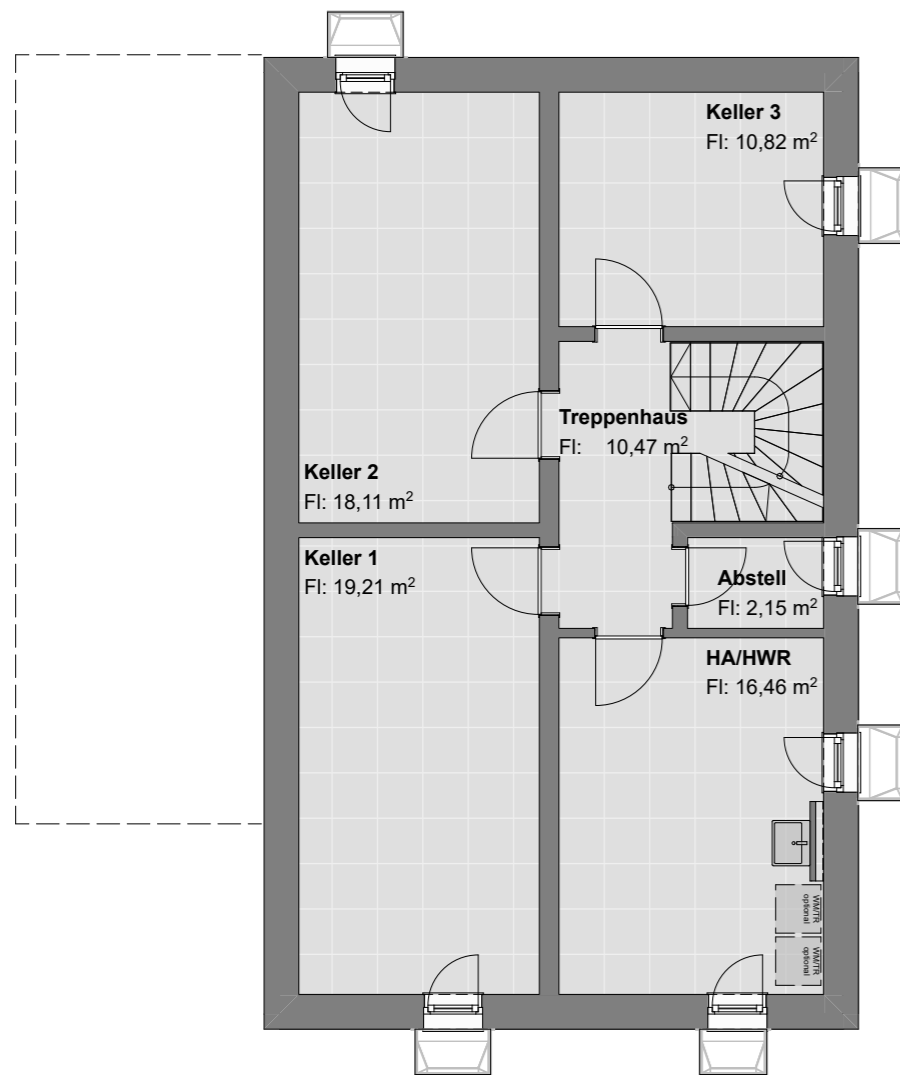 Keller 3
Fl: 10,82 m²
Treppenhaus
Fl: 10,47 m²
Keller 2
Fl: 18,11 m²
Keller 1
Fl: 19,21 m²
Abstell
Fl: 2,15 m²
HA/HWR
Fl: 16,46 m²
WM/TR
optional
WM/TR
optional